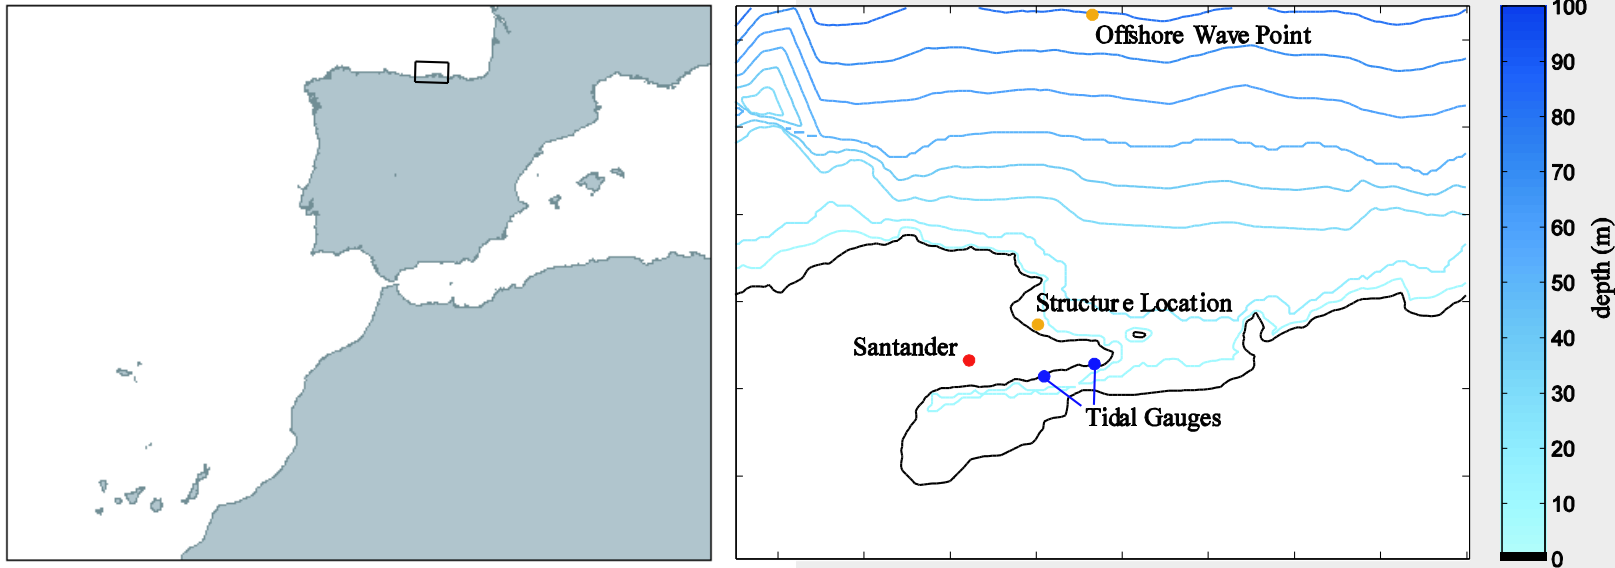 Offshore Wave Point
Structure Location
Santander
Tidal Gauges
100
90
80
70
60
50
40
30
20
10
0
depth (m)